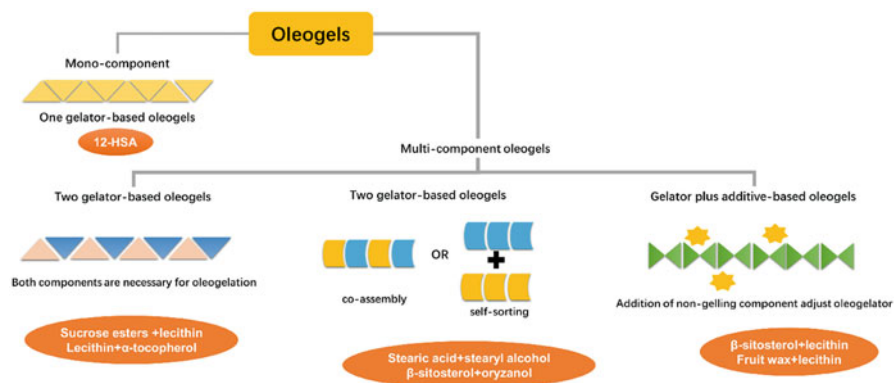 Oleogels
Mono-component
One gelator-based oleogels
12-HSA
Multi-component oleogels
Two gelator-based oleogels
Both components are necessary for oleogelation
Sucrose esters +lecithin
Lecithin+α-tocopherol
Two gelator-based oleogels
OR
co-assembly
self-sorting
Stearic acid+stearyl alcohol
β-sitosterol+oryzanol
Gelator plus additive-based oleogels
Addition of non-gelling component adjust oleogelator
β-sitosterol+lecithin
Fruit wax+lecithin